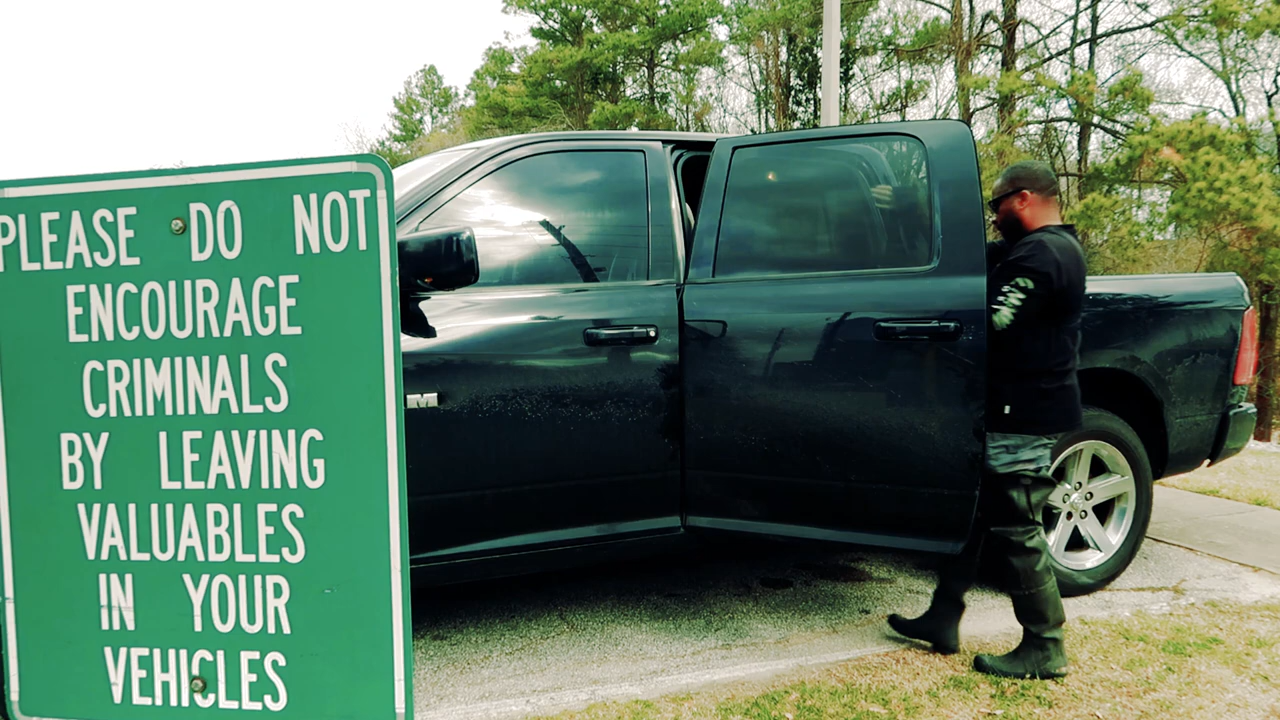 PLEASE DO NOT
ENCOURAGE
CRIMINALS
BY LEAVING
VALUABLES
IN YOUR
VEHICLES